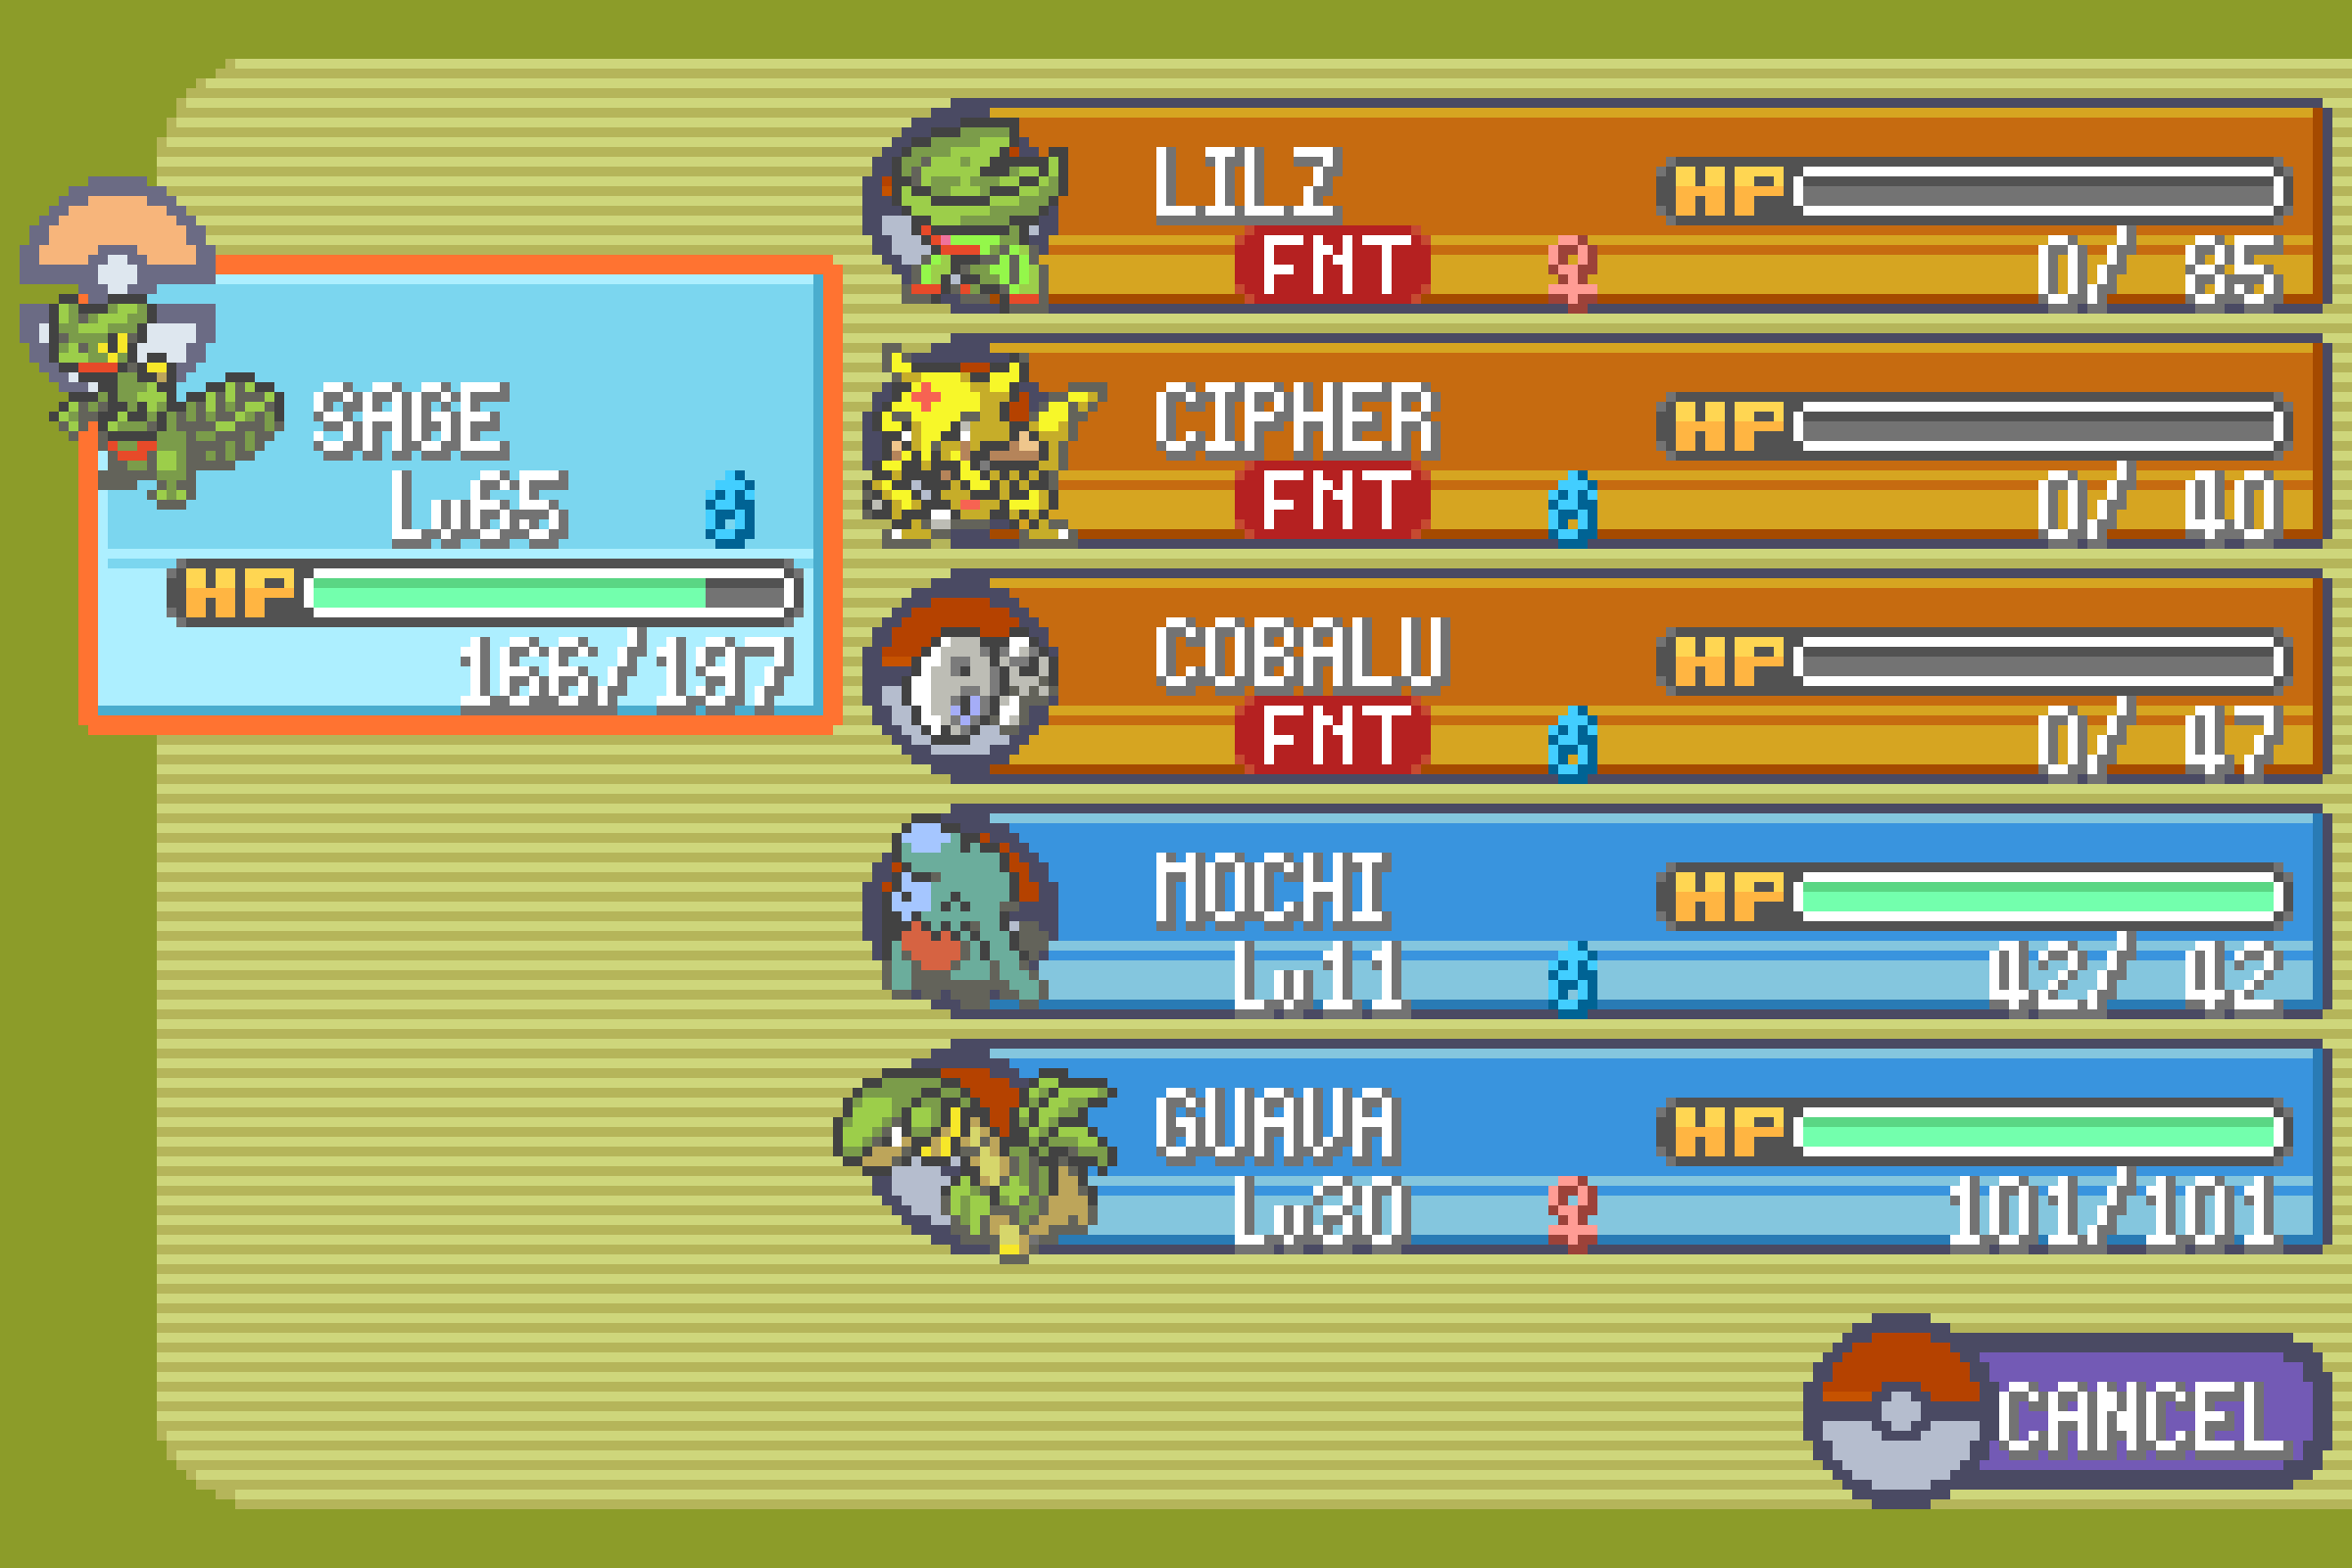 SAGE
Lv65 ♂
HP
166/197
LILZ
HP
FNT ♀ 0/ 85
CIPHER
HP
FNT ♂ 0/ 40
COBALU
HP
FNT ♂ 0/ 47
MOCHI
HP
Lv11 ♂ 42/ 42
GUAVA
HP
Lv30 ♀ 101/101
CANCEL